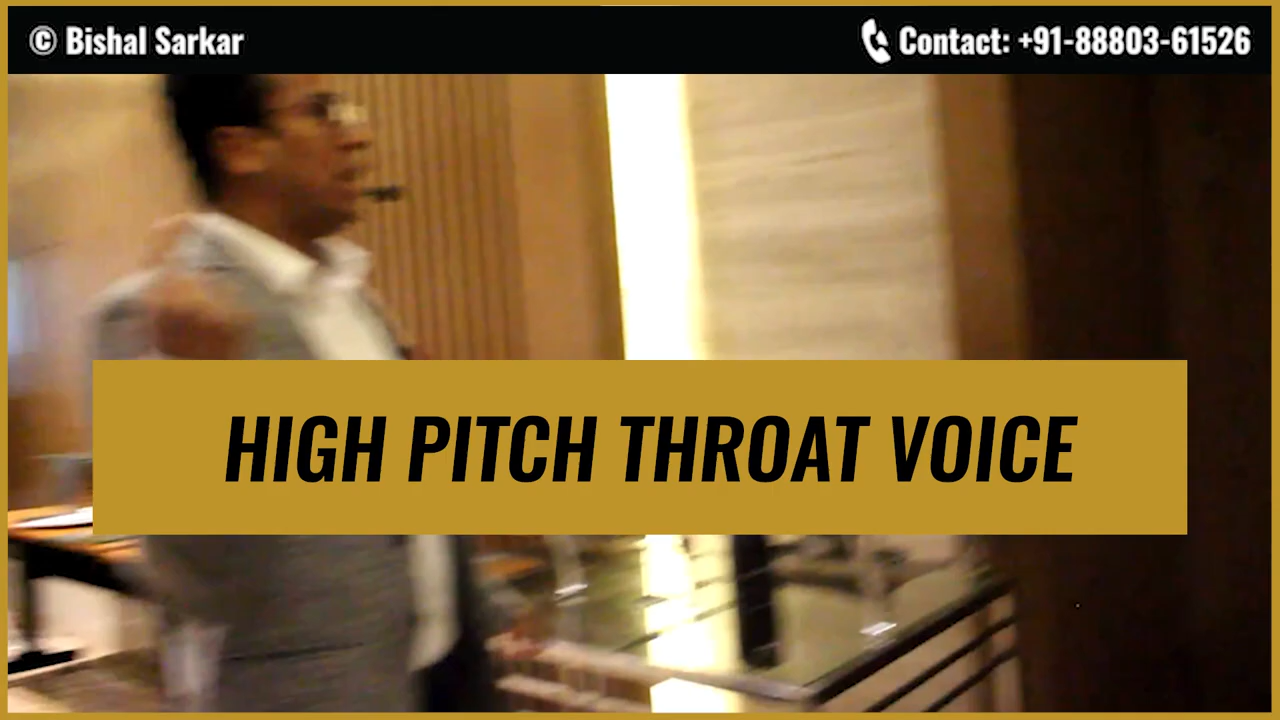 © Bishal Sarkar
Contact: +91-88803-61526
HIGH PITCH THROAT VOICE